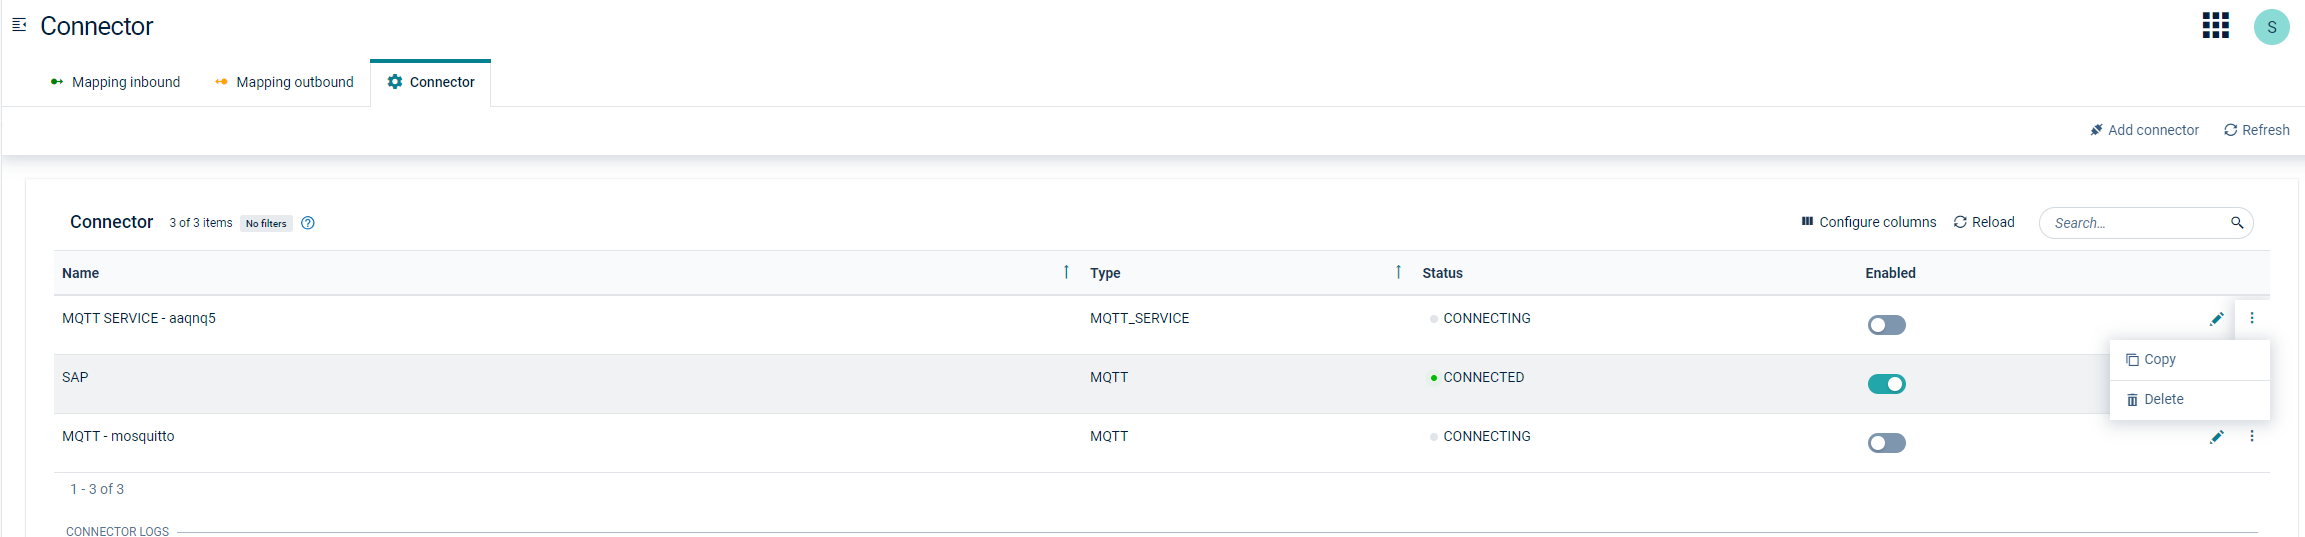 Connector
S
Mapping inbound Mapping outbound Connector
Add connector Refresh
Connector 3 of 3 items No filters Configure columns Reload Search...
Name Type Status Enabled
MQTT SERVICE - aaqnq5 MQTT_SERVICE CONNECTING
Copy
SAP MQTT CONNECTED
Delete
MQTT - mosquitto MQTT CONNECTING
1 - 3 of 3
CONNECTOR LOGS